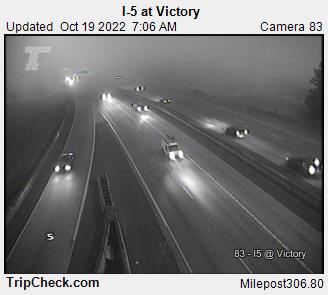 I-5 at Victory
Updated Oct 19 2022 7:06 AM Camera 83
T
S
83 - I5 @ Victory
TripCheck.com Milepost306.80